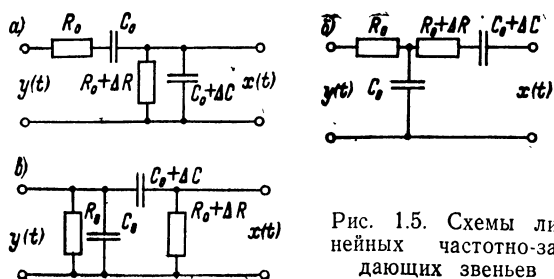 а) R₀ C₀
y(t) R₀+ΔR C₀+ΔC x(t)
б) R₀ R₀+ΔR C₀+ΔC
y(t) C₀ x(t)
в) C₀+ΔC
y(t) R₀ C₀ R₀+ΔR x(t)
Рис. 1.5. Схемы ли-
нейных частотно-за-
дающих звеньев